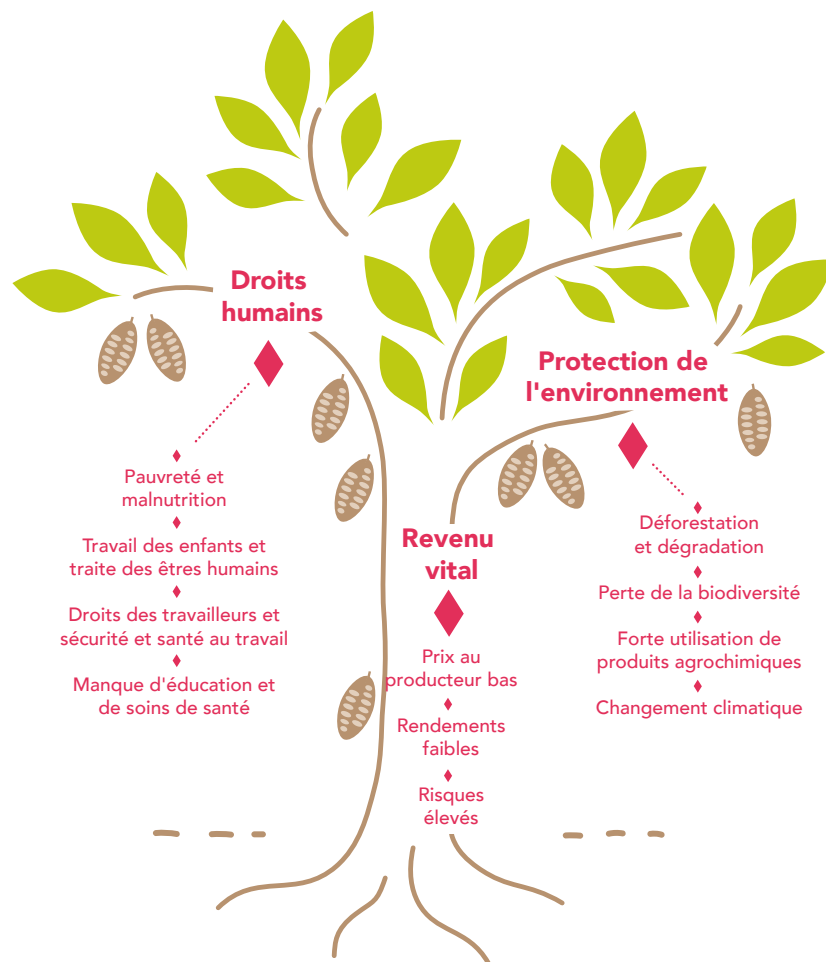 Droits
humains
Pauvreté et
malnutrition
Travail des enfants et
traite des êtres humains
Droits des travailleurs et
sécurité et santé au travail
Manque d'éducation et
de soins de santé
Revenu
vital
Prix au
producteur bas
Rendements
faibles
Risques
élevés
Protection de
l'environnement
Déforestation
et dégradation
Perte de la biodiversité
Forte utilisation de
produits agrochimiques
Changement climatique